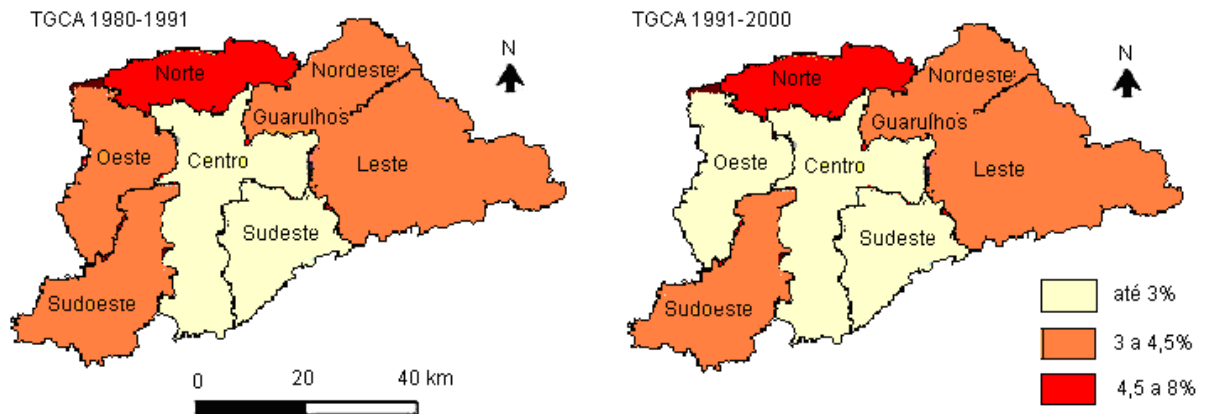 TGCA 1980-1991
N
Norte
Nordeste
Guarulhos
Oeste
Centro
Leste
Sudeste
Sudoeste
0 20 40 km
TGCA 1991-2000
N
Norte
Nordeste
Guarulhos
Oeste
Centro
Leste
Sudeste
Sudoeste
até 3%
3 a 4,5%
4,5 a 8%